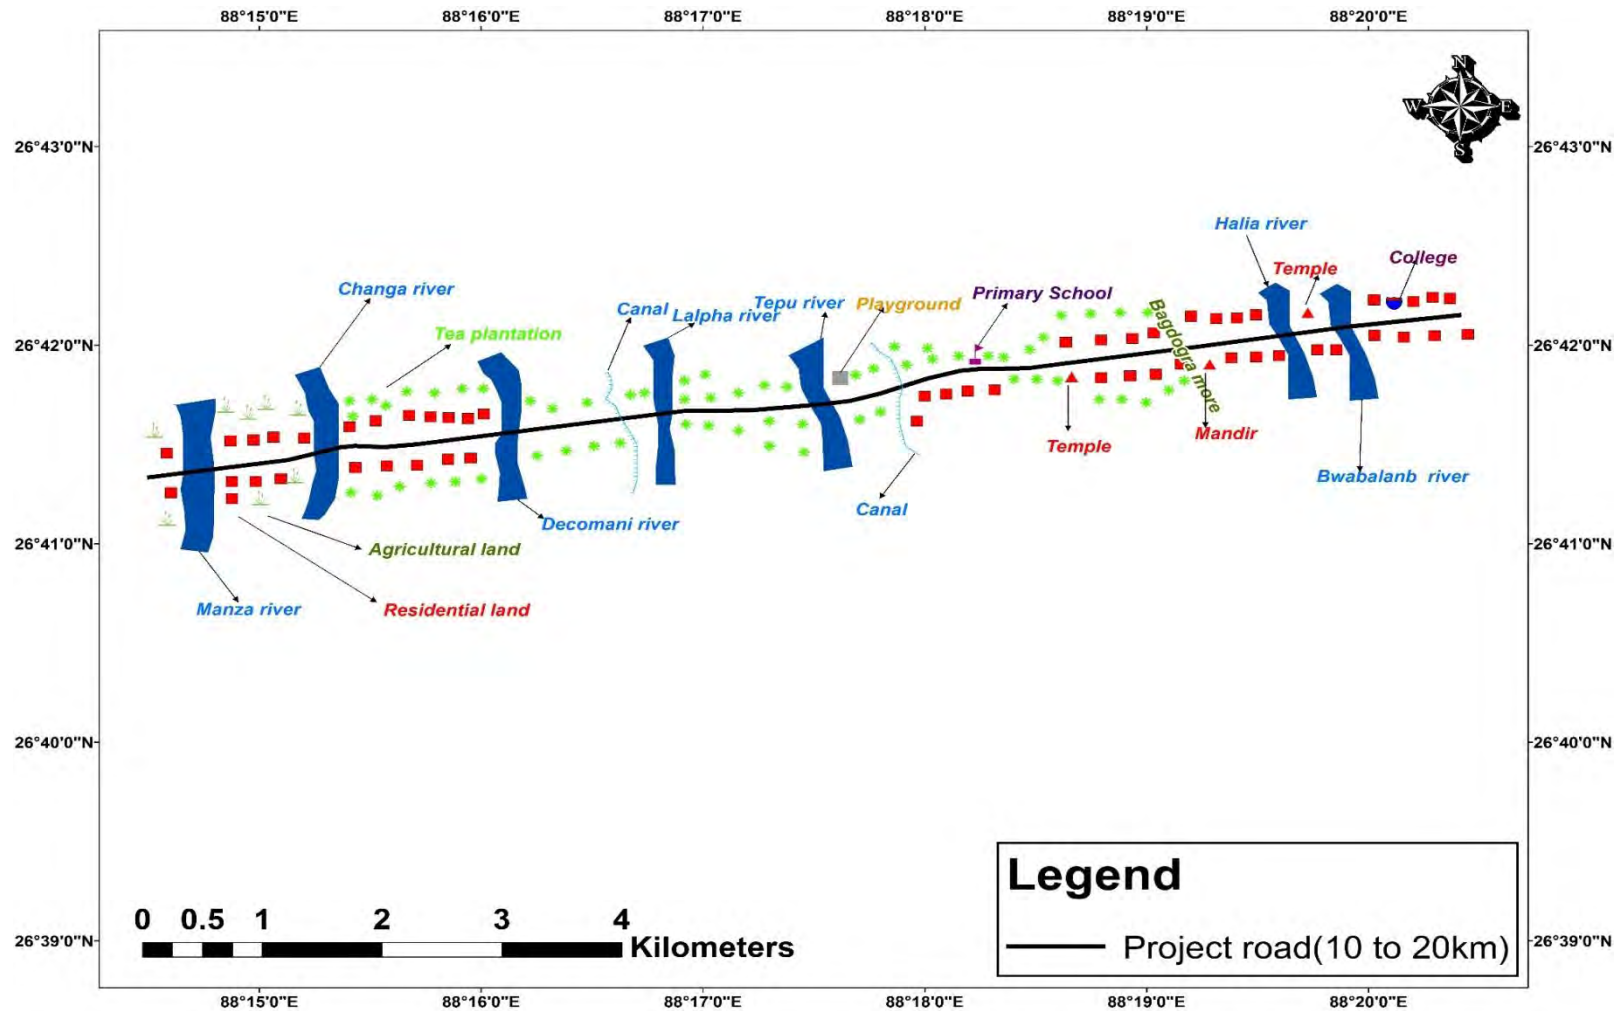 88°15'0"E 88°16'0"E 88°17'0"E 88°18'0"E 88°19'0"E 88°20'0"E
N
W E
S
26°43'0"N 26°43'0"N
Halia river
Temple
College
Changa river
Canal
Lalpha river
Tepu river
Playground
Primary School
Tea plantation
26°42'0"N 26°42'0"N
Bagdogra more
Temple
Mandir
Bwabalanb river
Canal
Decomani river
26°41'0"N 26°41'0"N
Agricultural land
Manza river
Residential land
26°40'0"N 26°40'0"N
Legend
Project road(10 to 20km)
0 0.5 1 2 3 4
Kilometers
26°39'0"N 26°39'0"N
88°15'0"E 88°16'0"E 88°17'0"E 88°18'0"E 88°19'0"E 88°20'0"E